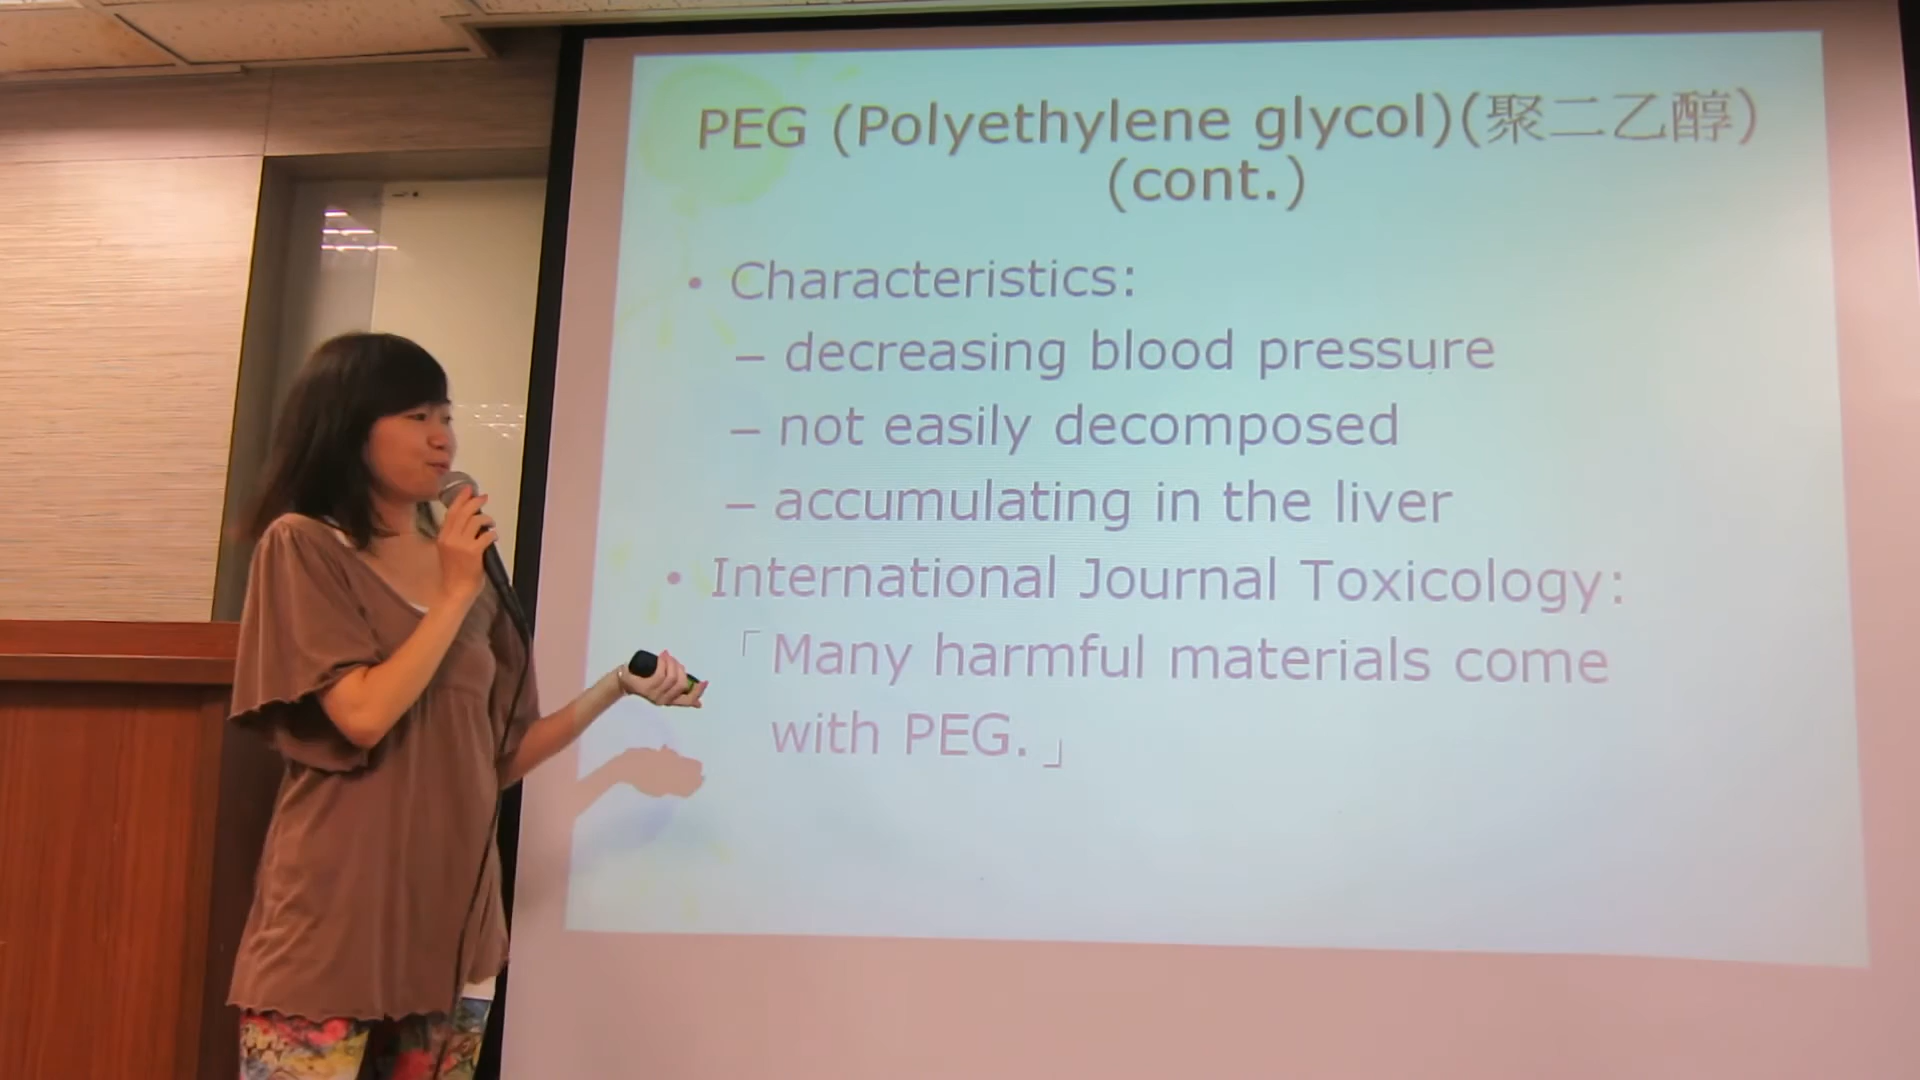 PEG (Polyethylene glycol)(聚二乙醇)
(cont.)
• Characteristics:
– decreasing blood pressure
– not easily decomposed
– accumulating in the liver
• International Journal Toxicology:
「Many harmful materials come
with PEG.」